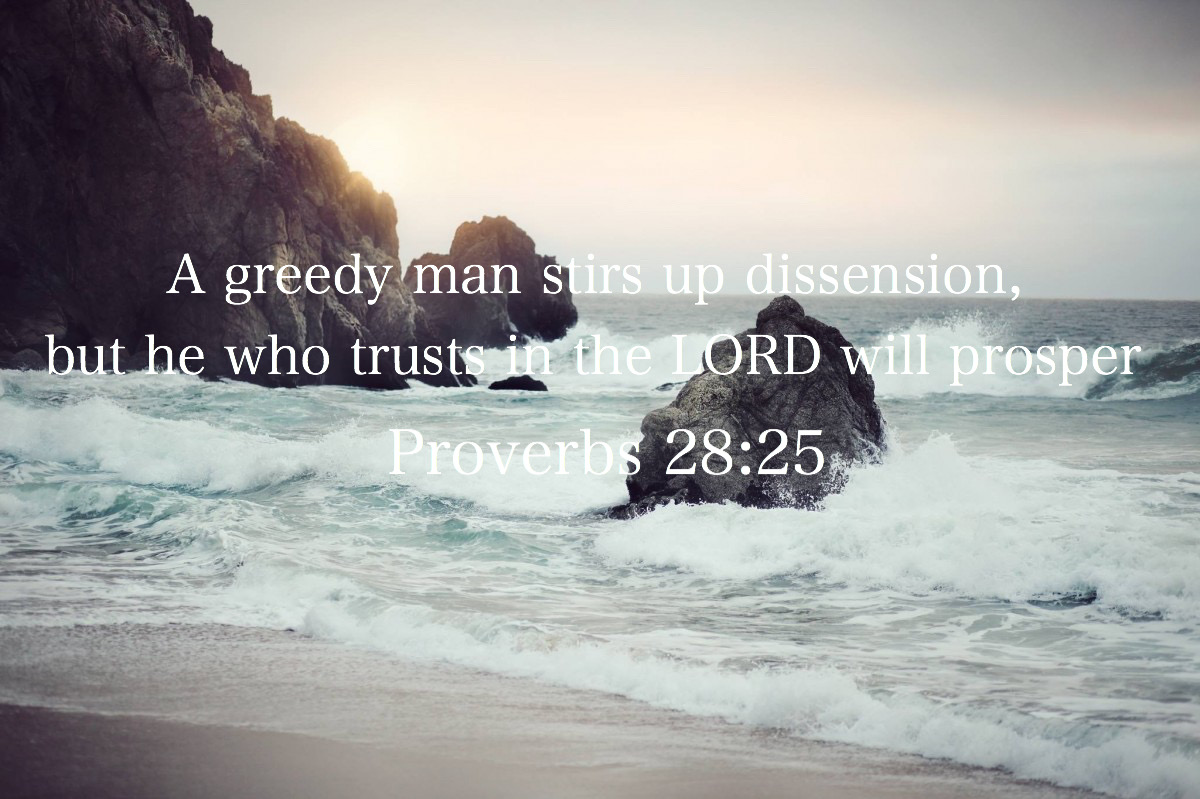 A greedy man stirs up dissension,
but he who trusts in the LORD will prosper
Proverbs 28:25